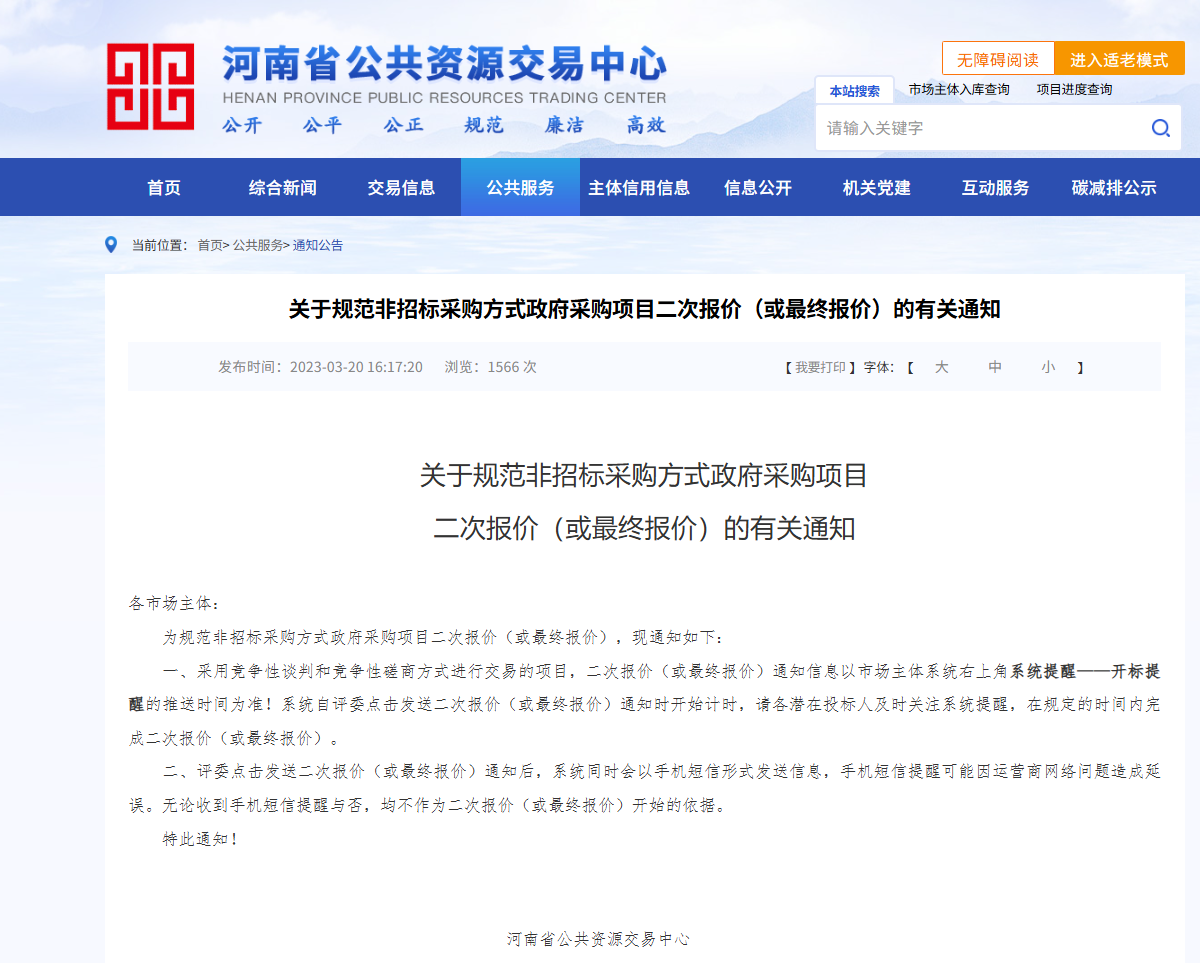 河南省公共资源交易中心
HENAN PROVINCE PUBLIC RESOURCES TRADING CENTER
公开 公平 公正 规范 廉洁 高效
无障碍阅读 进入适老模式
本站搜索 市场主体入库查询 项目进度查询
请输入关键字
首页 综合新闻 交易信息 公共服务 主体信用信息 信息公开 机关党建 互动服务 碳减排公示
当前位置： 首页> 公共服务> 通知公告
关于规范非招标采购方式政府采购项目二次报价（或最终报价）的有关通知
发布时间：2023-03-20 16:17:20 浏览：1566 次 【 我要打印 】 字体： 【 大 中 小 】
关于规范非招标采购方式政府采购项目
二次报价（或最终报价）的有关通知
各市场主体：
为规范非招标采购方式政府采购项目二次报价（或最终报价），现通知如下：
一、采用竞争性谈判和竞争性磋商方式进行交易的项目，二次报价（或最终报价）通知信息以市场主体系统右上角系统提醒——开标提
醒的推送时间为准！系统自评委点击发送二次报价（或最终报价）通知时开始计时，请各潜在投标人及时关注系统提醒，在规定的时间内完
成二次报价（或最终报价）。
二、评委点击发送二次报价（或最终报价）通知后，系统同时会以手机短信形式发送信息，手机短信提醒可能因运营商网络问题造成延
误。无论收到手机短信提醒与否，均不作为二次报价（或最终报价）开始的依据。
特此通知！
河南省公共资源交易中心